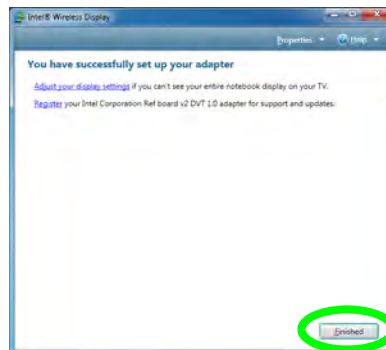 Intel® Wireless Display
Properties
Help
You have successfully set up your adapter
Adjust your display settings if you can't see your entire notebook display on your TV.
Register your Intel Corporation Ref board v2 DVT 1.0 adapter for support and updates.
Finished